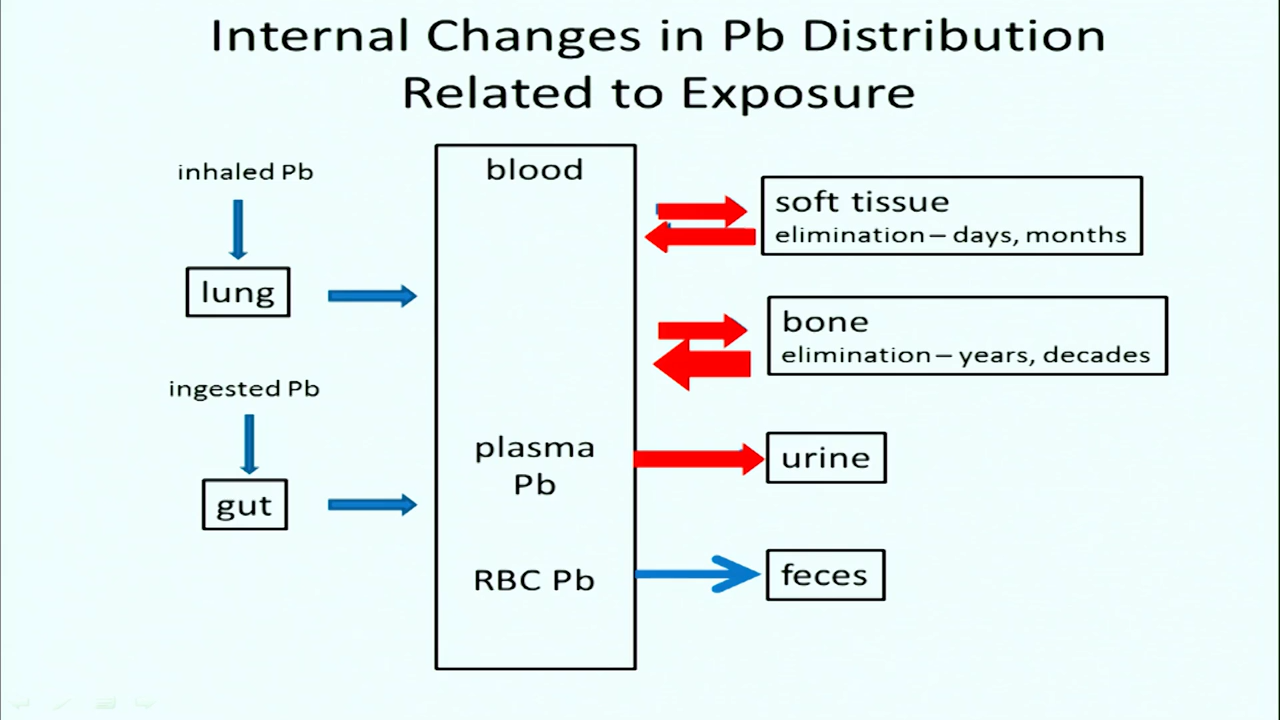 Internal Changes in Pb Distribution
Related to Exposure
inhaled Pb
lung
ingested Pb
gut
blood
plasma
Pb
RBC Pb
soft tissue
elimination – days, months
bone
elimination – years, decades
urine
feces